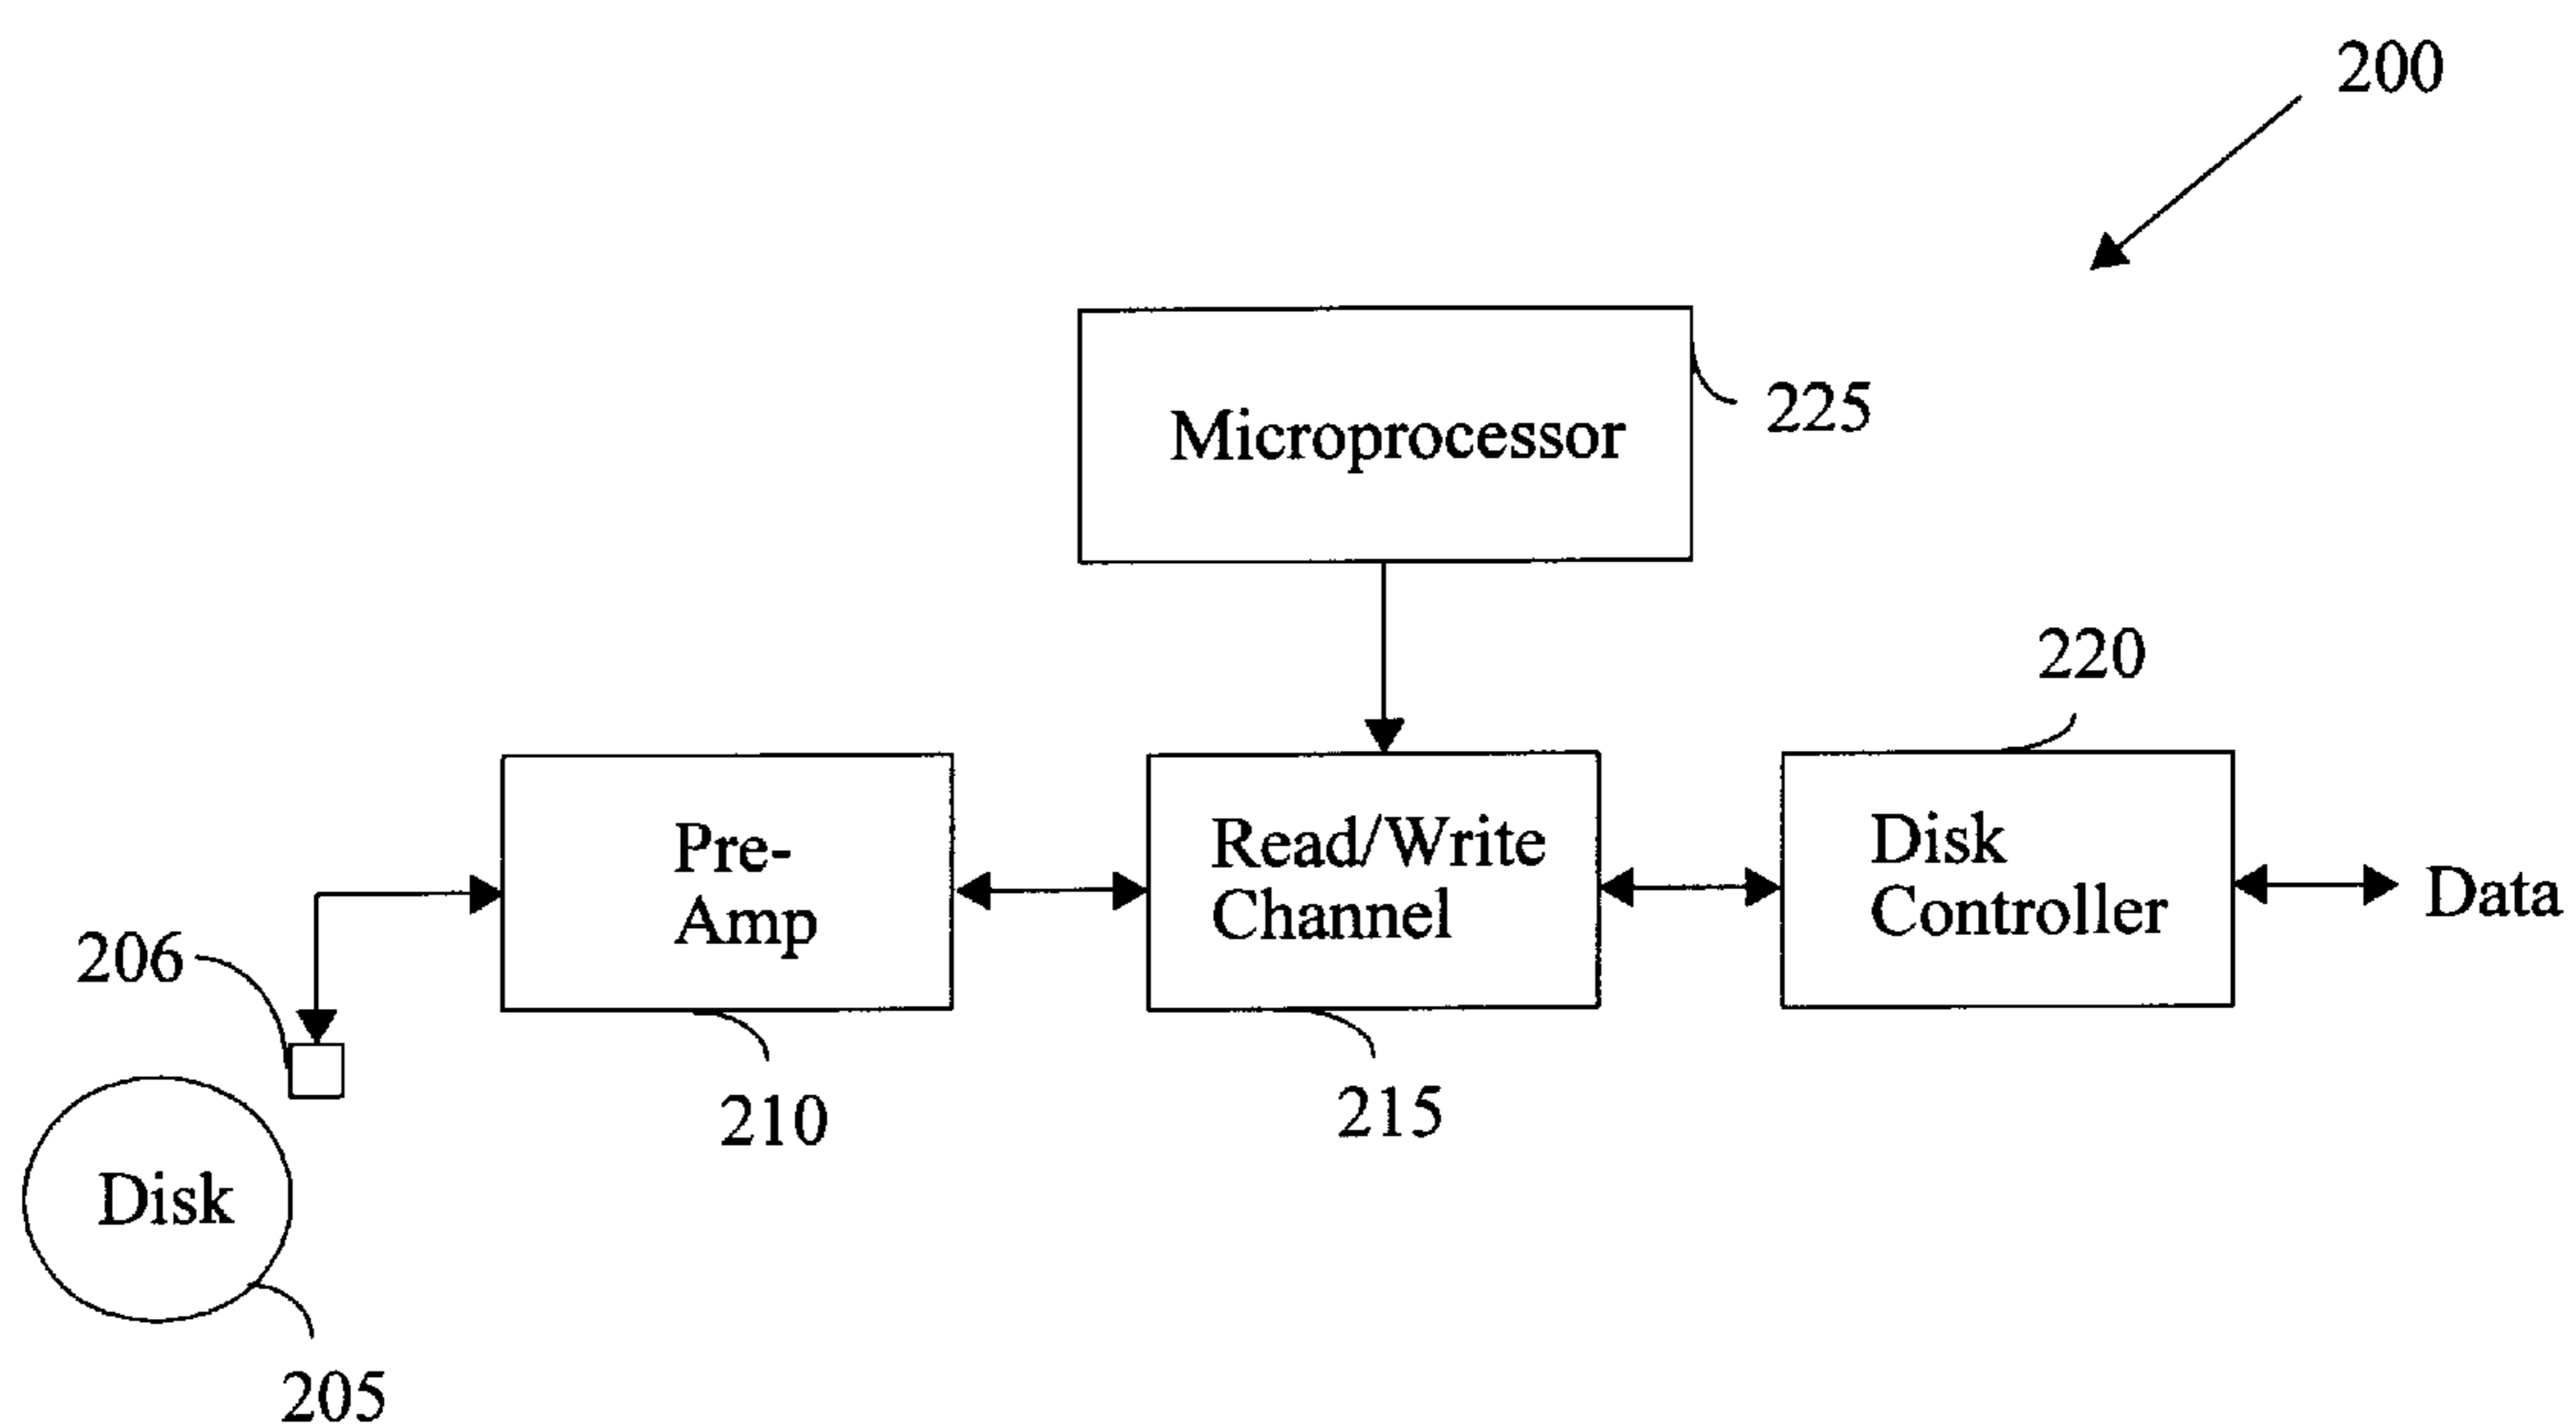 200
Microprocessor
225
220
Pre-
Amp
Read/Write
Channel
Disk
Controller
Data
206
210
215
Disk
205